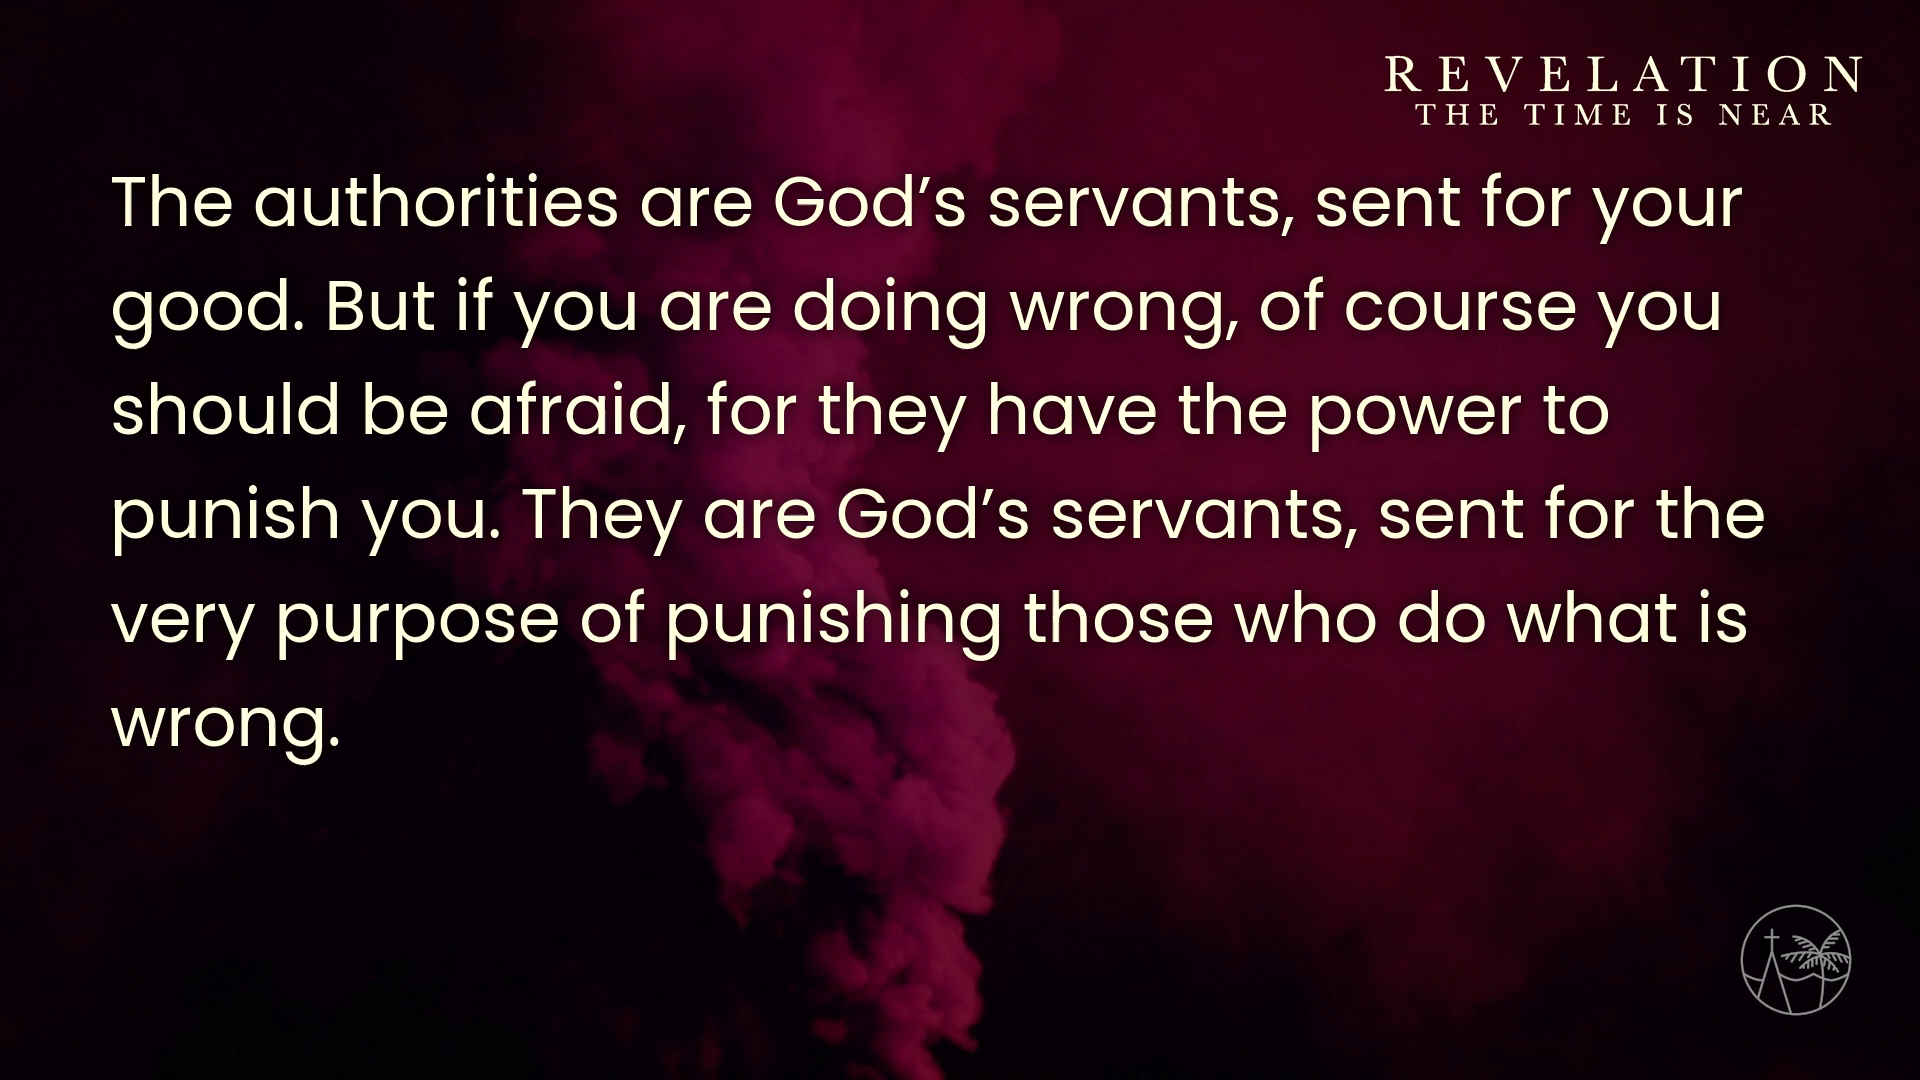 REVELATION
THE TIME IS NEAR
The authorities are God’s servants, sent for your
good. But if you are doing wrong, of course you
should be afraid, for they have the power to
punish you. They are God’s servants, sent for the
very purpose of punishing those who do what is
wrong.